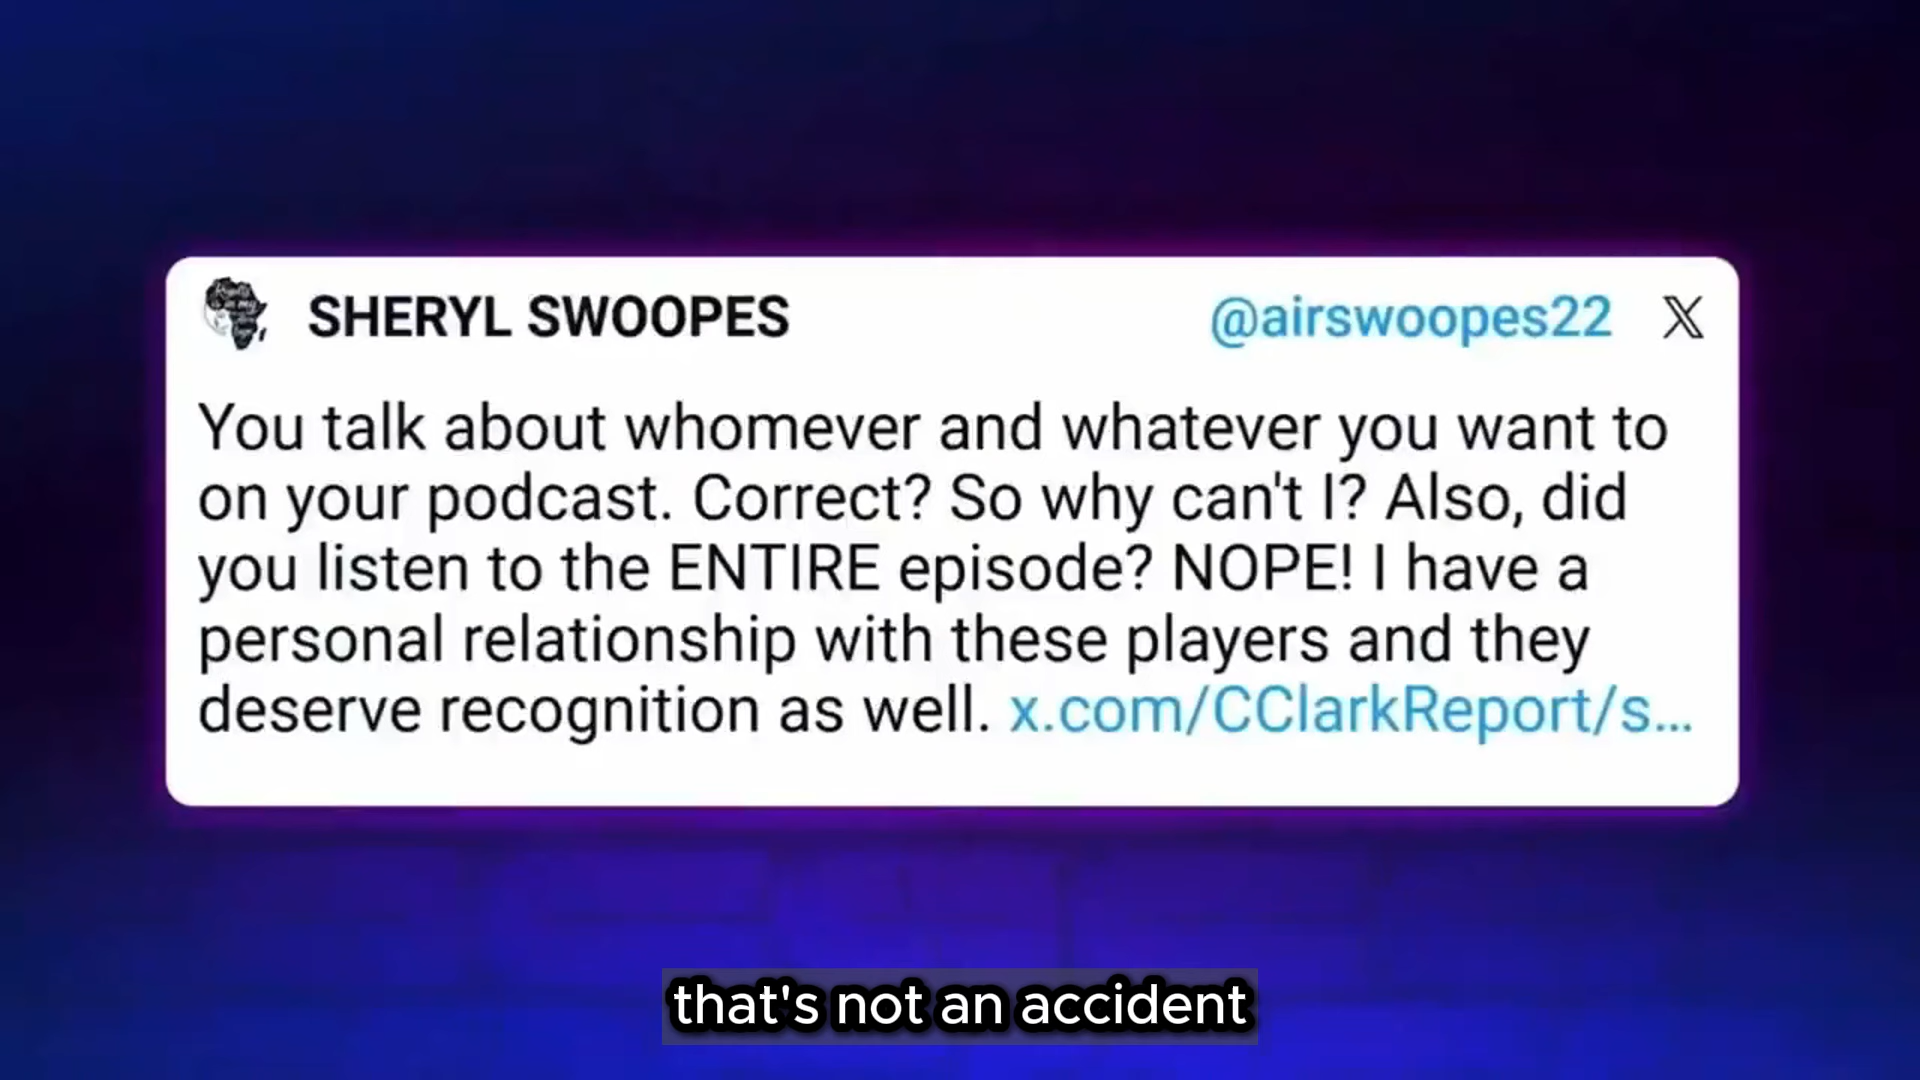 SHERYL SWOOPES @airswoopes22 X
You talk about whomever and whatever you want to
on your podcast. Correct? So why can't I? Also, did
you listen to the ENTIRE episode? NOPE! I have a
personal relationship with these players and they
deserve recognition as well. x.com/CClarkReport/s...
that's not an accident